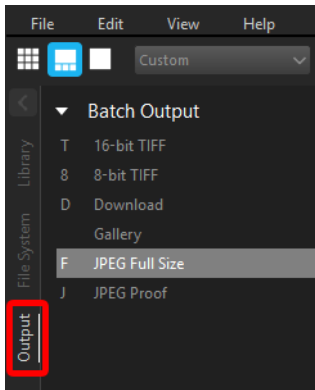 File Edit View Help
Custom
Batch Output
T 16-bit TIFF
8 8-bit TIFF
D Download
Gallery
F JPEG Full Size
J JPEG Proof
Library
File System
Output